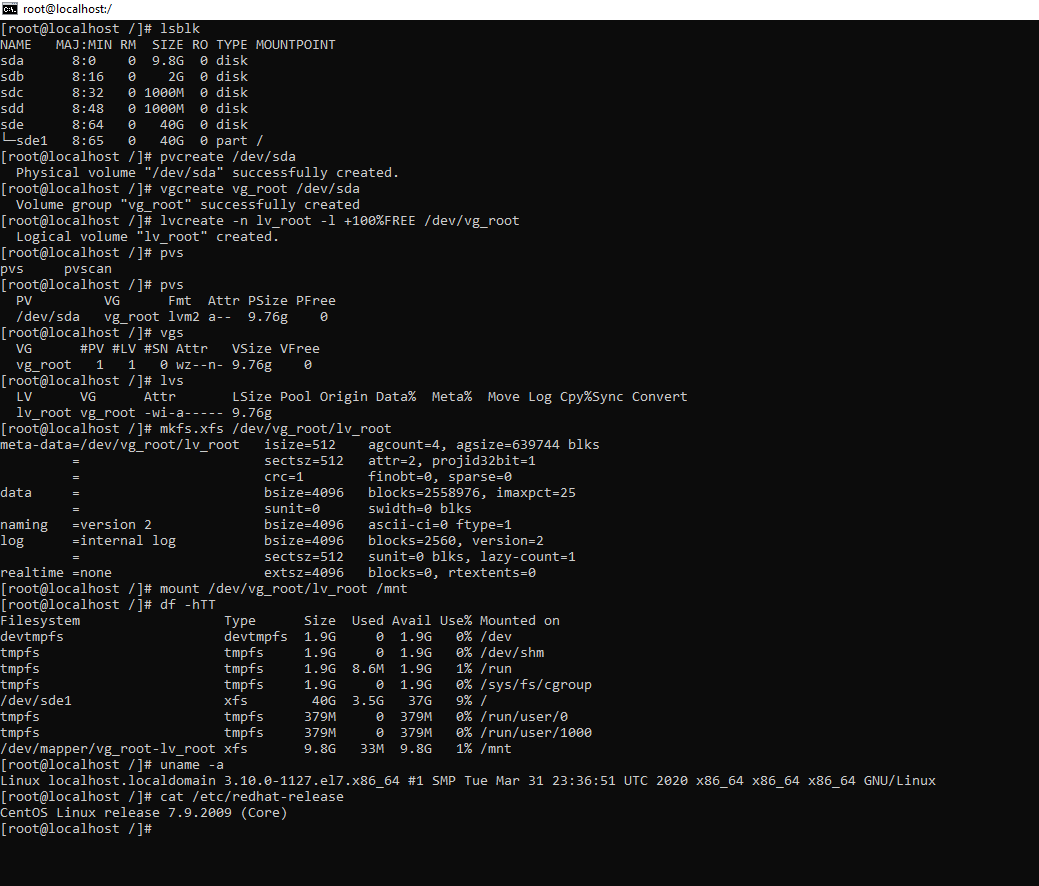 root@localhost:/
[root@localhost /]# lsblk
NAME   MAJ:MIN RM  SIZE RO TYPE MOUNTPOINT
sda      8:0    0  9.8G  0 disk
sdb      8:16   0    2G  0 disk
sdc      8:32   0 1000M  0 disk
sdd      8:48   0 1000M  0 disk
sde      8:64   0   40G  0 disk
└─sde1   8:65   0   40G  0 part /
[root@localhost /]# pvcreate /dev/sda
  Physical volume "/dev/sda" successfully created.
[root@localhost /]# vgcreate vg_root /dev/sda
  Volume group "vg_root" successfully created
[root@localhost /]# lvcreate -n lv_root -l +100%FREE /dev/vg_root
  Logical volume "lv_root" created.
[root@localhost /]# pvs
pvs     pvscan
[root@localhost /]# pvs
  PV         VG      Fmt  Attr PSize PFree
  /dev/sda   vg_root lvm2 a--  9.76g    0
[root@localhost /]# vgs
  VG      #PV #LV #SN Attr   VSize VFree
  vg_root   1   1   0 wz--n- 9.76g    0
[root@localhost /]# lvs
  LV      VG      Attr       LSize Pool Origin Data%  Meta%  Move Log Cpy%Sync Convert
  lv_root vg_root -wi-a----- 9.76g
[root@localhost /]# mkfs.xfs /dev/vg_root/lv_root
meta-data=/dev/vg_root/lv_root   isize=512    agcount=4, agsize=639744 blks
         =                       sectsz=512   attr=2, projid32bit=1
         =                       crc=1        finobt=0, sparse=0
data     =                       bsize=4096   blocks=2558976, imaxpct=25
         =                       sunit=0      swidth=0 blks
naming   =version 2              bsize=4096   ascii-ci=0 ftype=1
log      =internal log           bsize=4096   blocks=2560, version=2
         =                       sectsz=512   sunit=0 blks, lazy-count=1
realtime =none                   extsz=4096   blocks=0, rtextents=0
[root@localhost /]# mount /dev/vg_root/lv_root /mnt
[root@localhost /]# df -hTT
Filesystem                  Type      Size  Used Avail Use% Mounted on
devtmpfs                    devtmpfs  1.9G     0  1.9G   0% /dev
tmpfs                       tmpfs     1.9G     0  1.9G   0% /dev/shm
tmpfs                       tmpfs     1.9G  8.6M  1.9G   1% /run
tmpfs                       tmpfs     1.9G     0  1.9G   0% /sys/fs/cgroup
/dev/sde1                   xfs        40G  3.5G   37G   9% /
tmpfs                       tmpfs     379M     0  379M   0% /run/user/0
tmpfs                       tmpfs     379M     0  379M   0% /run/user/1000
/dev/mapper/vg_root-lv_root xfs       9.8G   33M  9.8G   1% /mnt
[root@localhost /]# uname -a
Linux localhost.localdomain 3.10.0-1127.el7.x86_64 #1 SMP Tue Mar 31 23:36:51 UTC 2020 x86_64 x86_64 x86_64 GNU/Linux
[root@localhost /]# cat /etc/redhat-release
CentOS Linux release 7.9.2009 (Core)
[root@localhost /]#